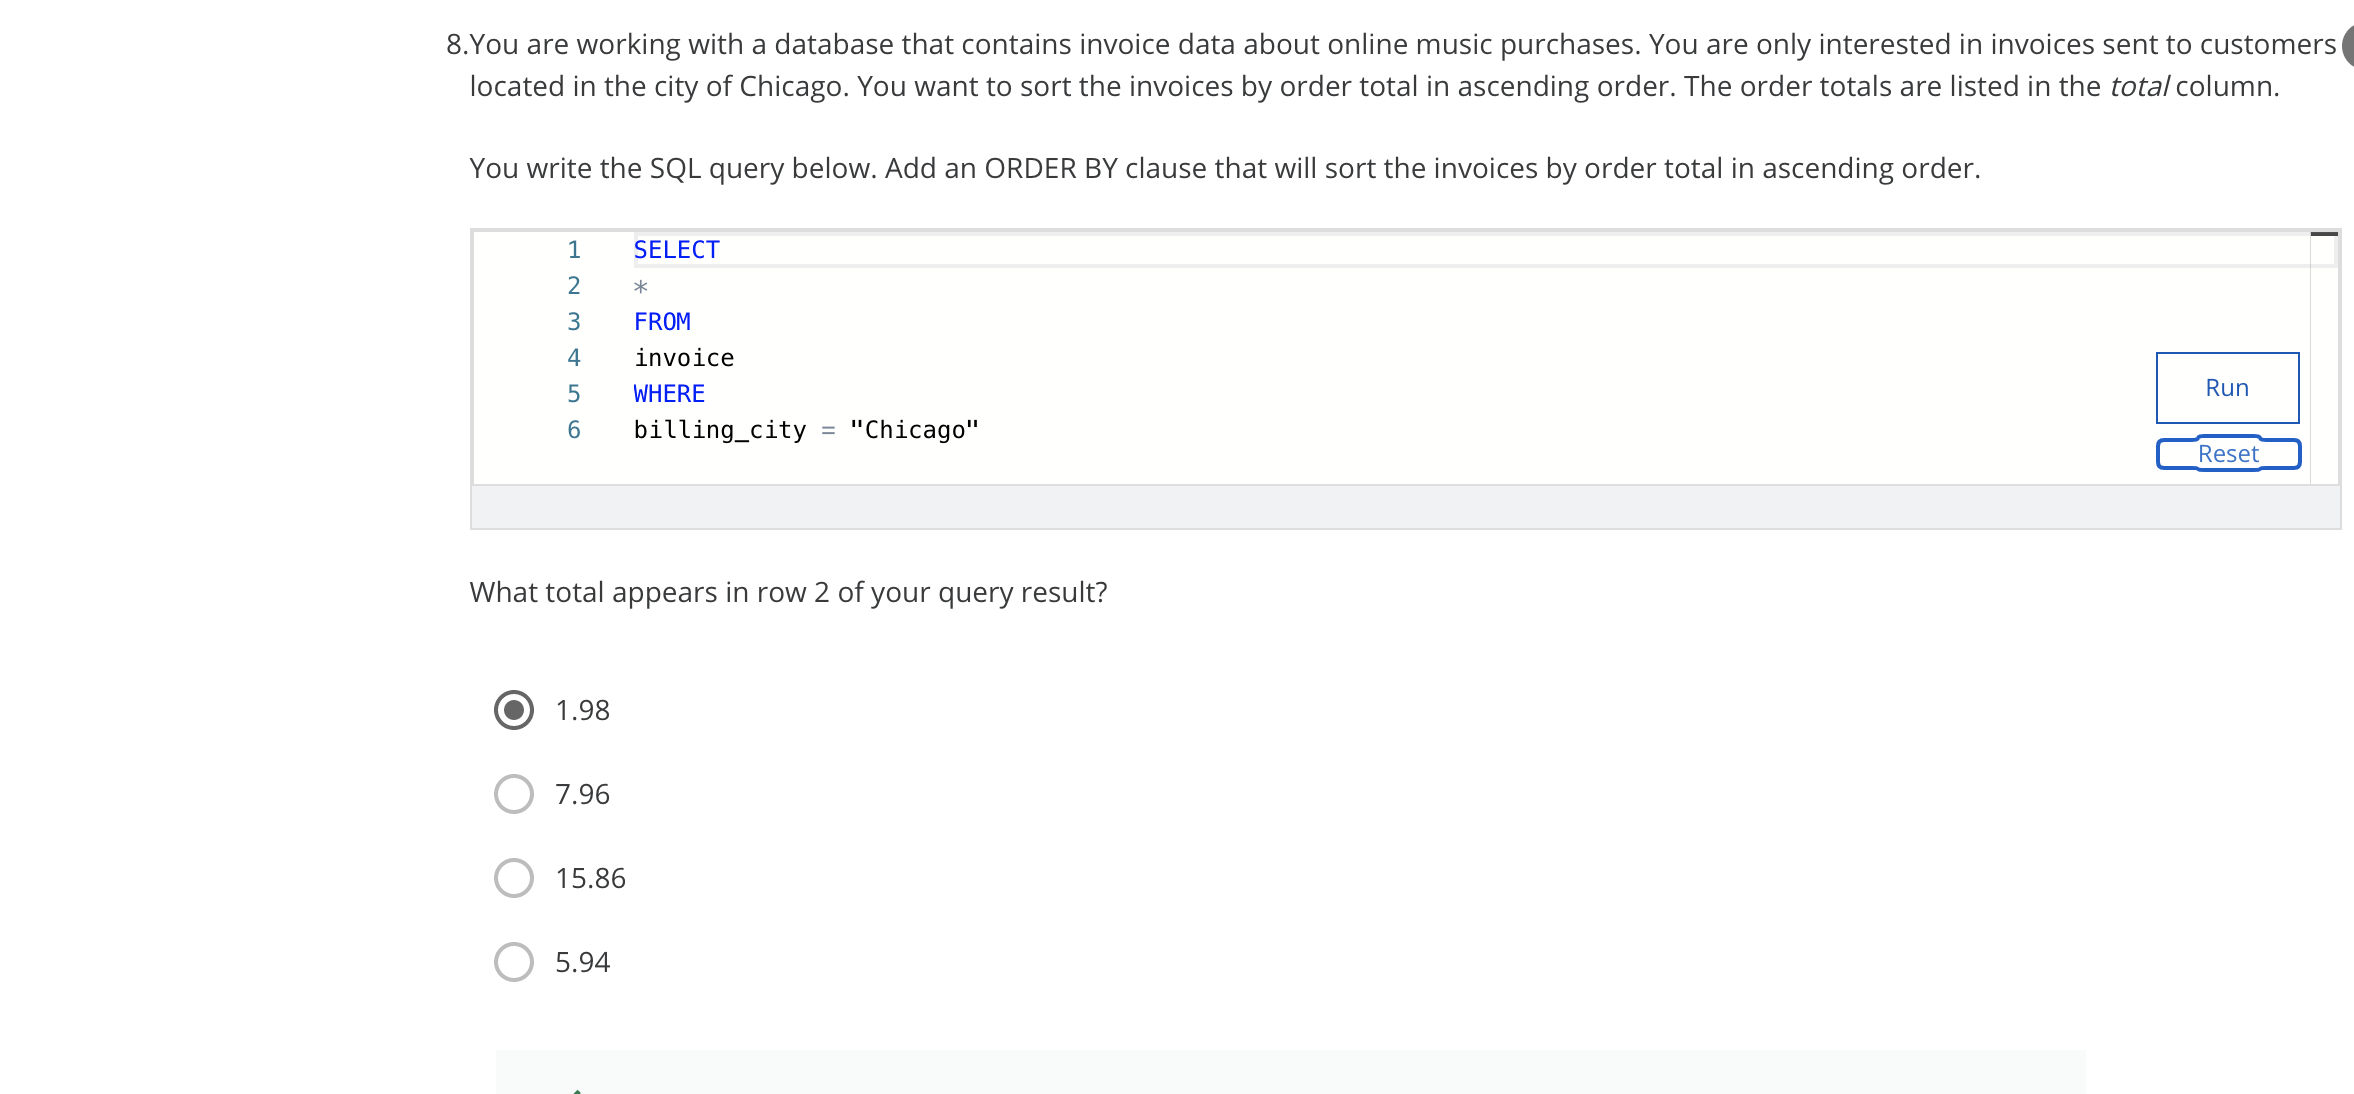 8.You are working with a database that contains invoice data about online music purchases. You are only interested in invoices sent to customers
located in the city of Chicago. You want to sort the invoices by order total in ascending order. The order totals are listed in the total column.
You write the SQL query below. Add an ORDER BY clause that will sort the invoices by order total in ascending order.
1 SELECT
2 *
3 FROM
4 invoice
5 WHERE
6 billing_city = "Chicago"
Run
Reset
What total appears in row 2 of your query result?
1.98
7.96
15.86
5.94